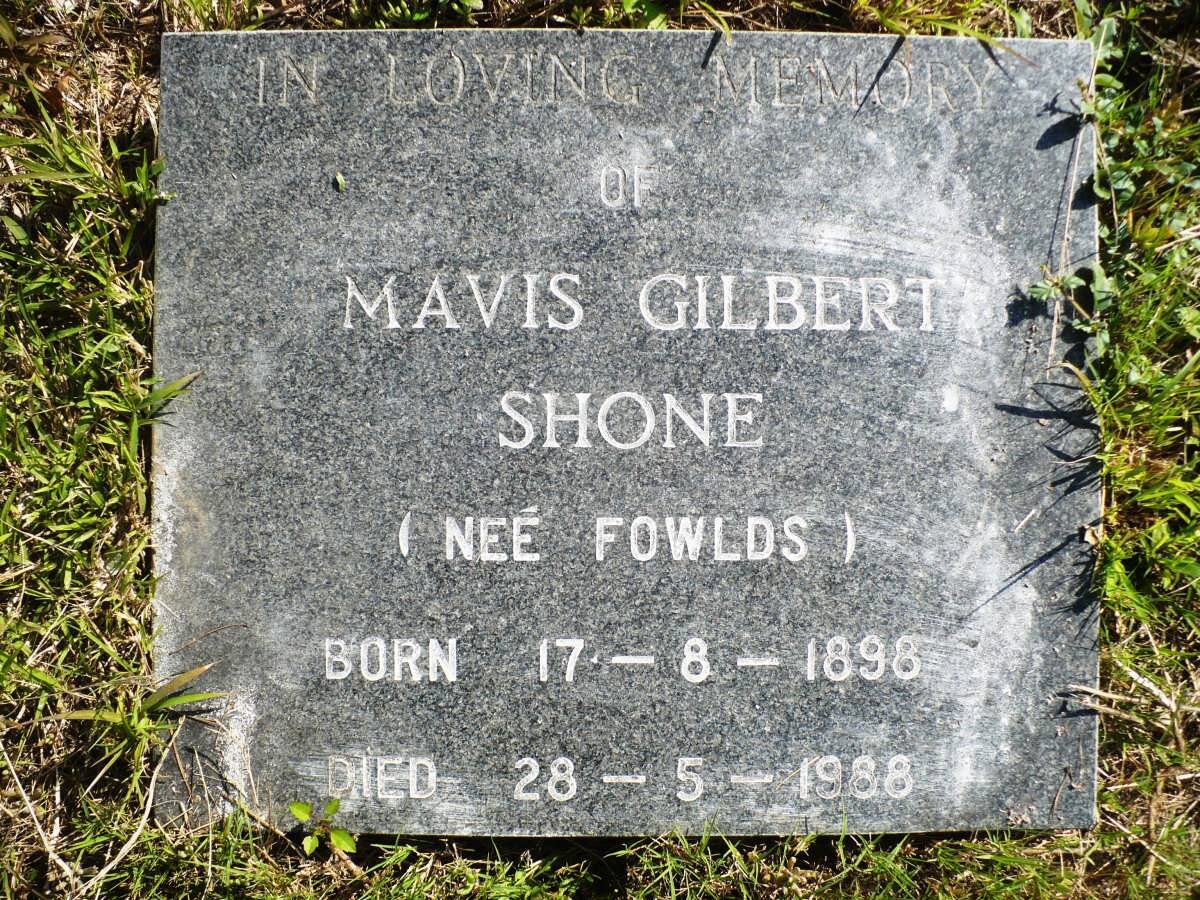 IN LOVING MEMORY
OF
MAVIS GILBERT
SHONE
( NEÉ FOWLDS )
BORN 17 – 8 – 1898
DIED 28 – 5 – 1988